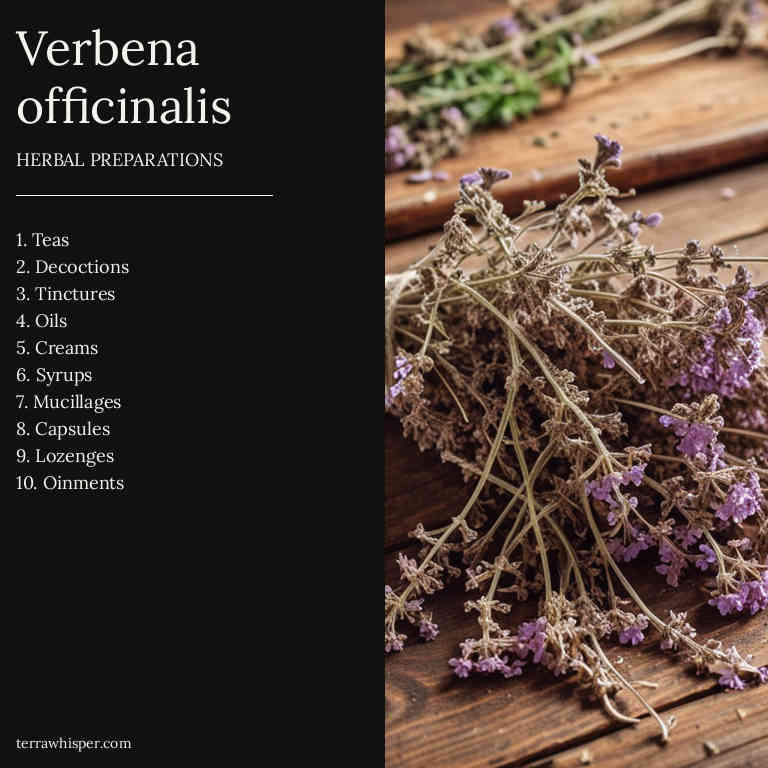 Verbena
officinalis
HERBAL PREPARATIONS
1. Teas
2. Decoctions
3. Tinctures
4. Oils
5. Creams
6. Syrups
7. Mucillages
8. Capsules
9. Lozenges
10. Oinments
terrawhisper.com